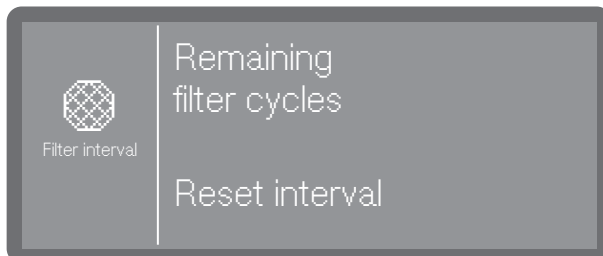 Filter interval
Remaining
filter cycles
Reset interval